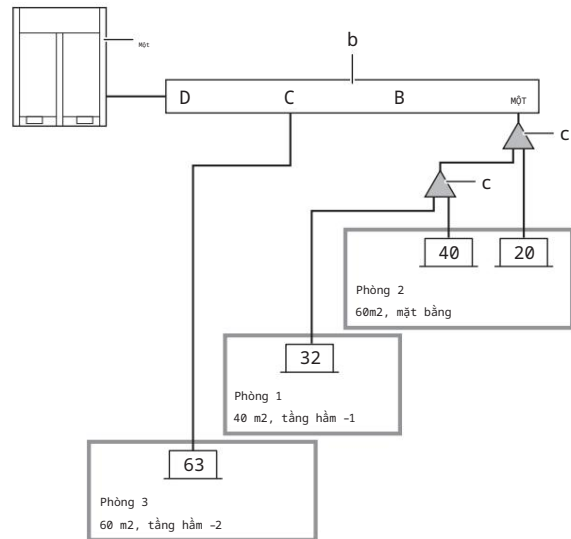 b
Một
D C B MỘT
c
c
40 20
Phòng 2
60m2, mặt bằng
32
Phòng 1
40 m2, tầng hầm -1
63
Phòng 3
60 m2, tầng hầm -2